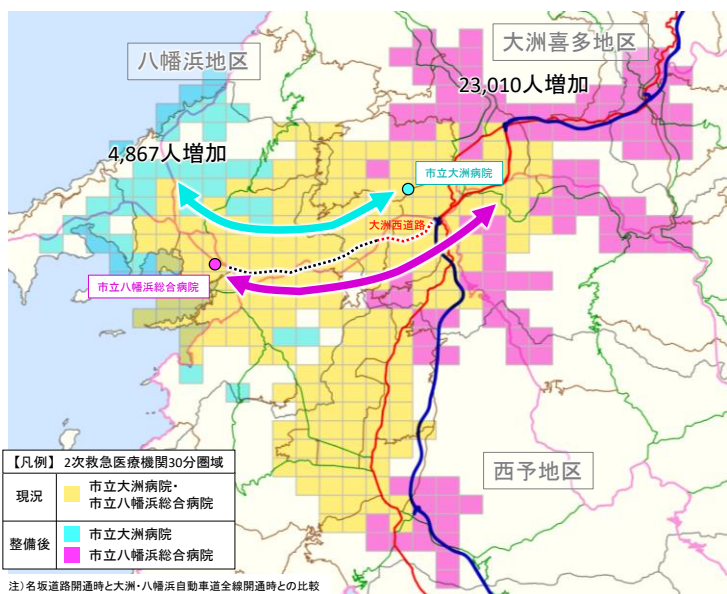 八幡浜地区
大洲喜多地区
23,010人増加
4,867人増加
市立大洲病院
大洲西道路
市立八幡浜総合病院
西予地区
【凡例】 2次救急医療機関30分圏域
現況
市立大洲病院・
市立八幡浜総合病院
整備後
市立大洲病院
市立八幡浜総合病院
注)名坂道路開通時と大洲・八幡浜自動車道全線開通時との比較